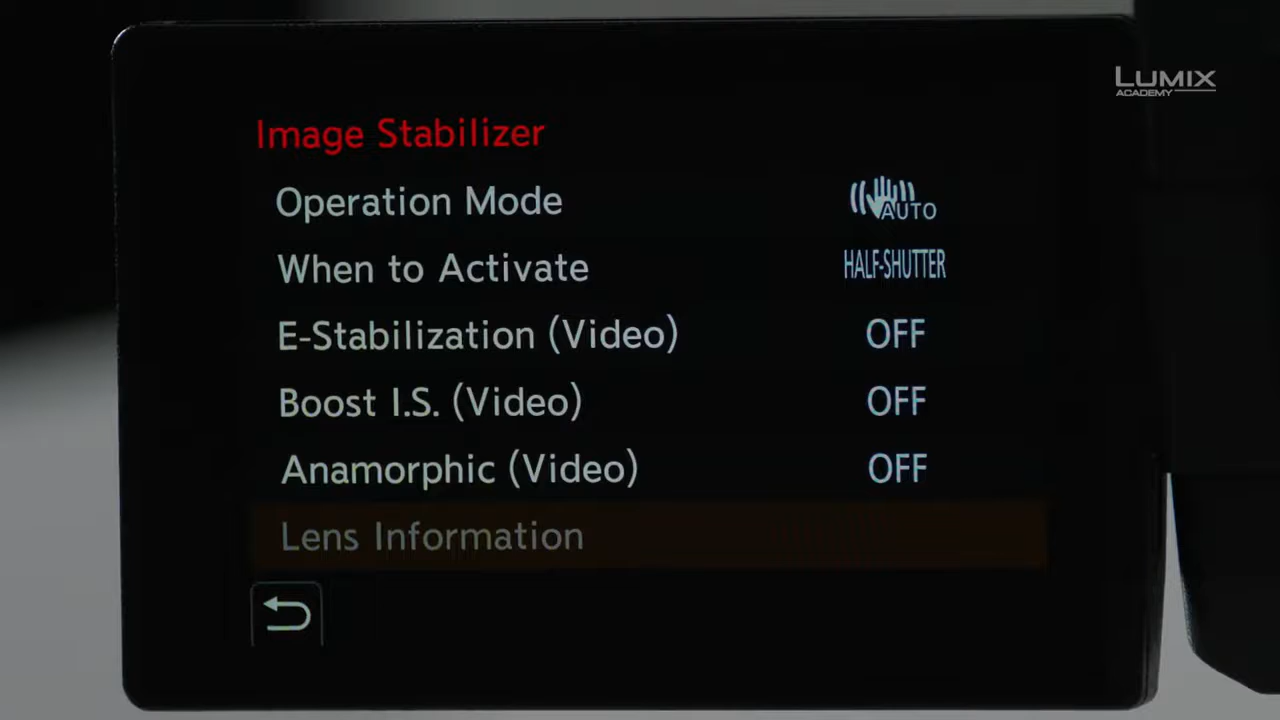 LUMIX
ACADEMY
Image Stabilizer
Operation Mode AUTO
When to Activate HALF-SHUTTER
E-Stabilization (Video) OFF
Boost I.S. (Video) OFF
Anamorphic (Video) OFF
Lens Information